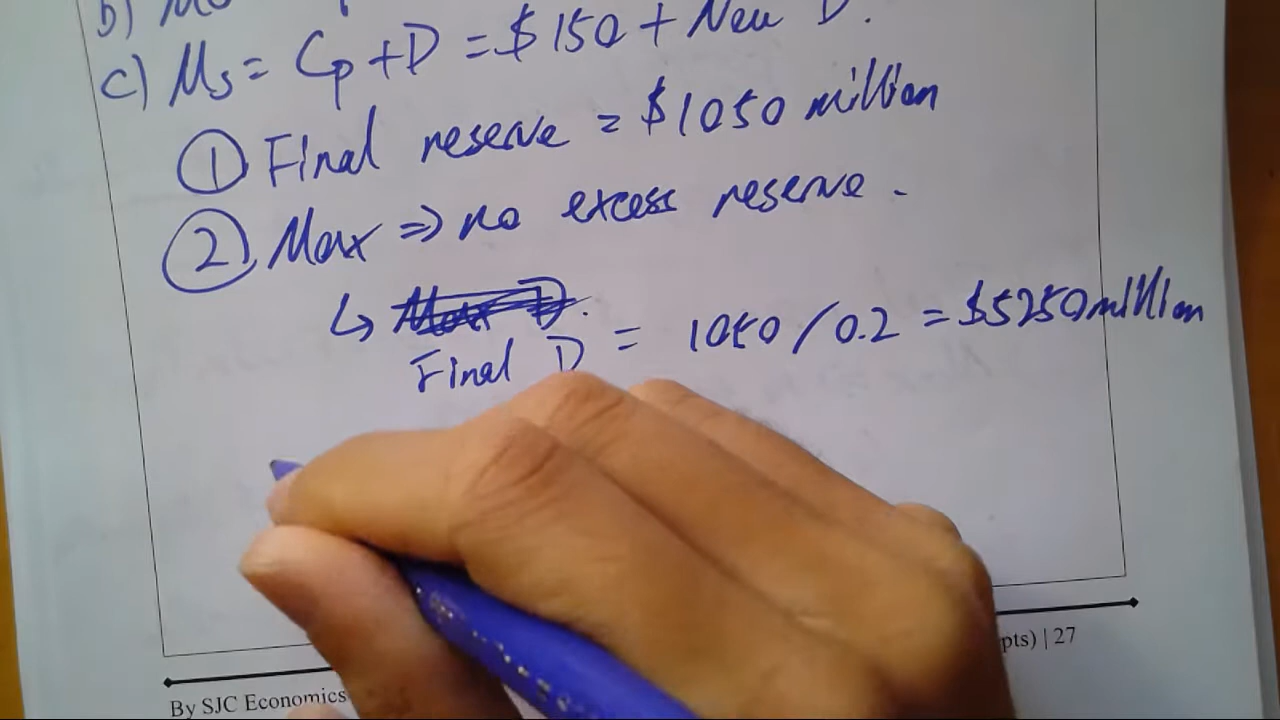 b)
c) Ms = Cp + D = $150 + New D.
① Final reserve = $1050 million
② Max ⇒ no excess reserve.
↳
Final D = 1050 / 0.2 = $5250 million
pts) | 27
By SJC Economics